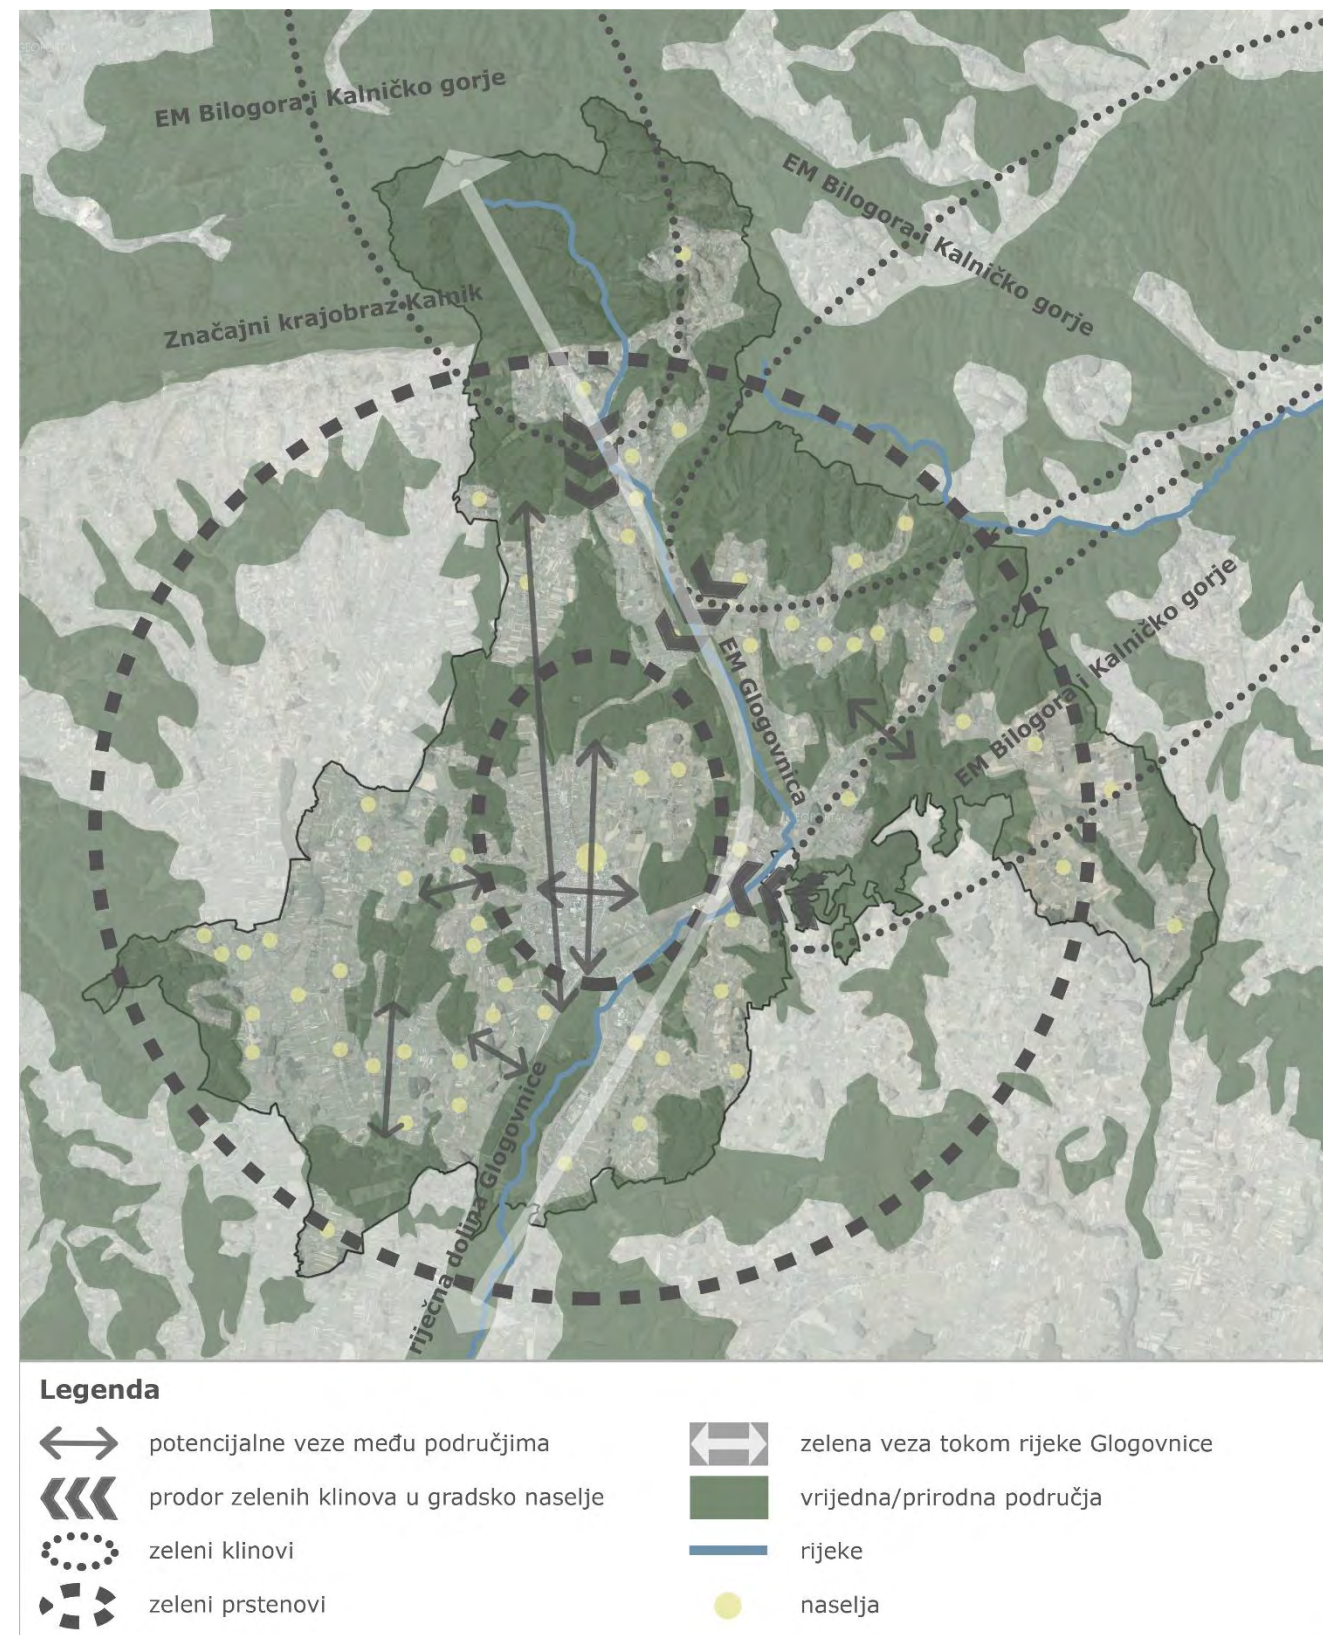 EM Bilogora i Kalničko gorje
EM Bilogora i Kalničko gorje
Značajni krajobraz Kalnik
EM Bilogora i Kalničko gorje
EM Glogovnica
riječna dolina Glogovnice
Legenda
potencijalne veze među područjima
prodor zelenih klinova u gradsko naselje
zeleni klinovi
zeleni prstenovi
zelena veza tokom rijeke Glogovnice
vrijedna/prirodna područja
rijeke
naselja